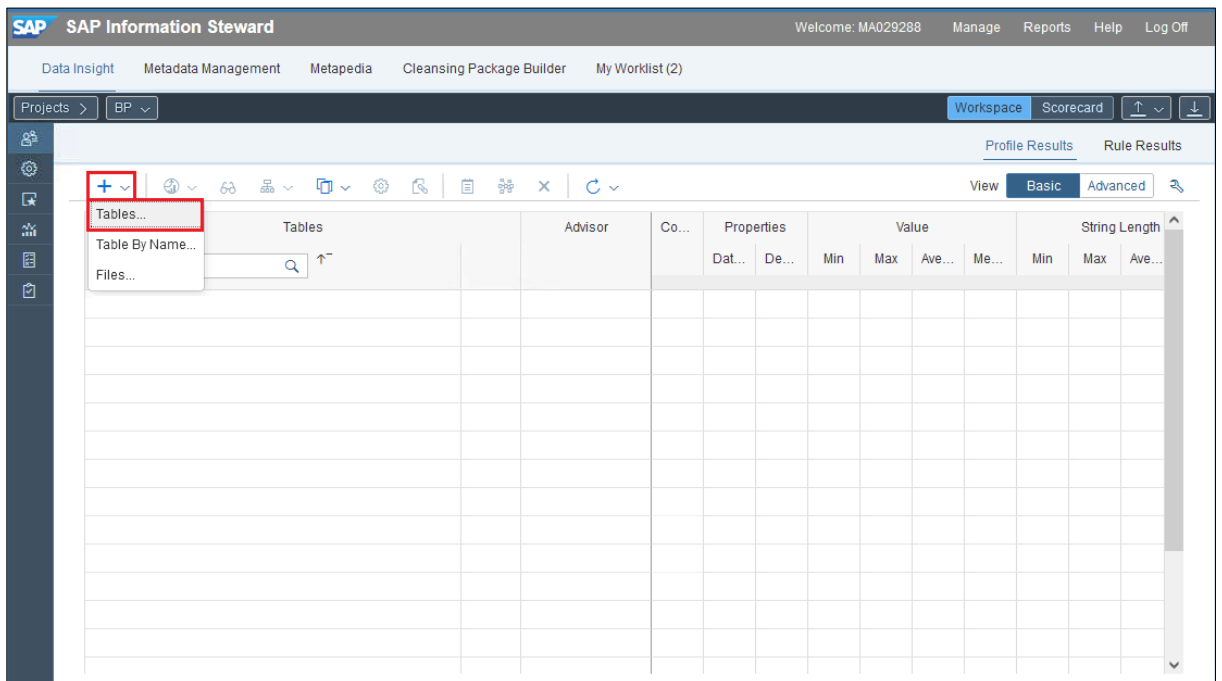 SAP SAP Information Steward Welcome: MA029288 Manage Reports Help Log Off
Data Insight Metadata Management Metapedia Cleansing Package Builder My Worklist (2)
Projects > BP Workspace Scorecard
Profile Results Rule Results
View Basic Advanced
Tables...
Table By Name...
Files...
Tables Advisor Co... Properties Value String Length
Dat... De... Min Max Ave... Me... Min Max Ave...